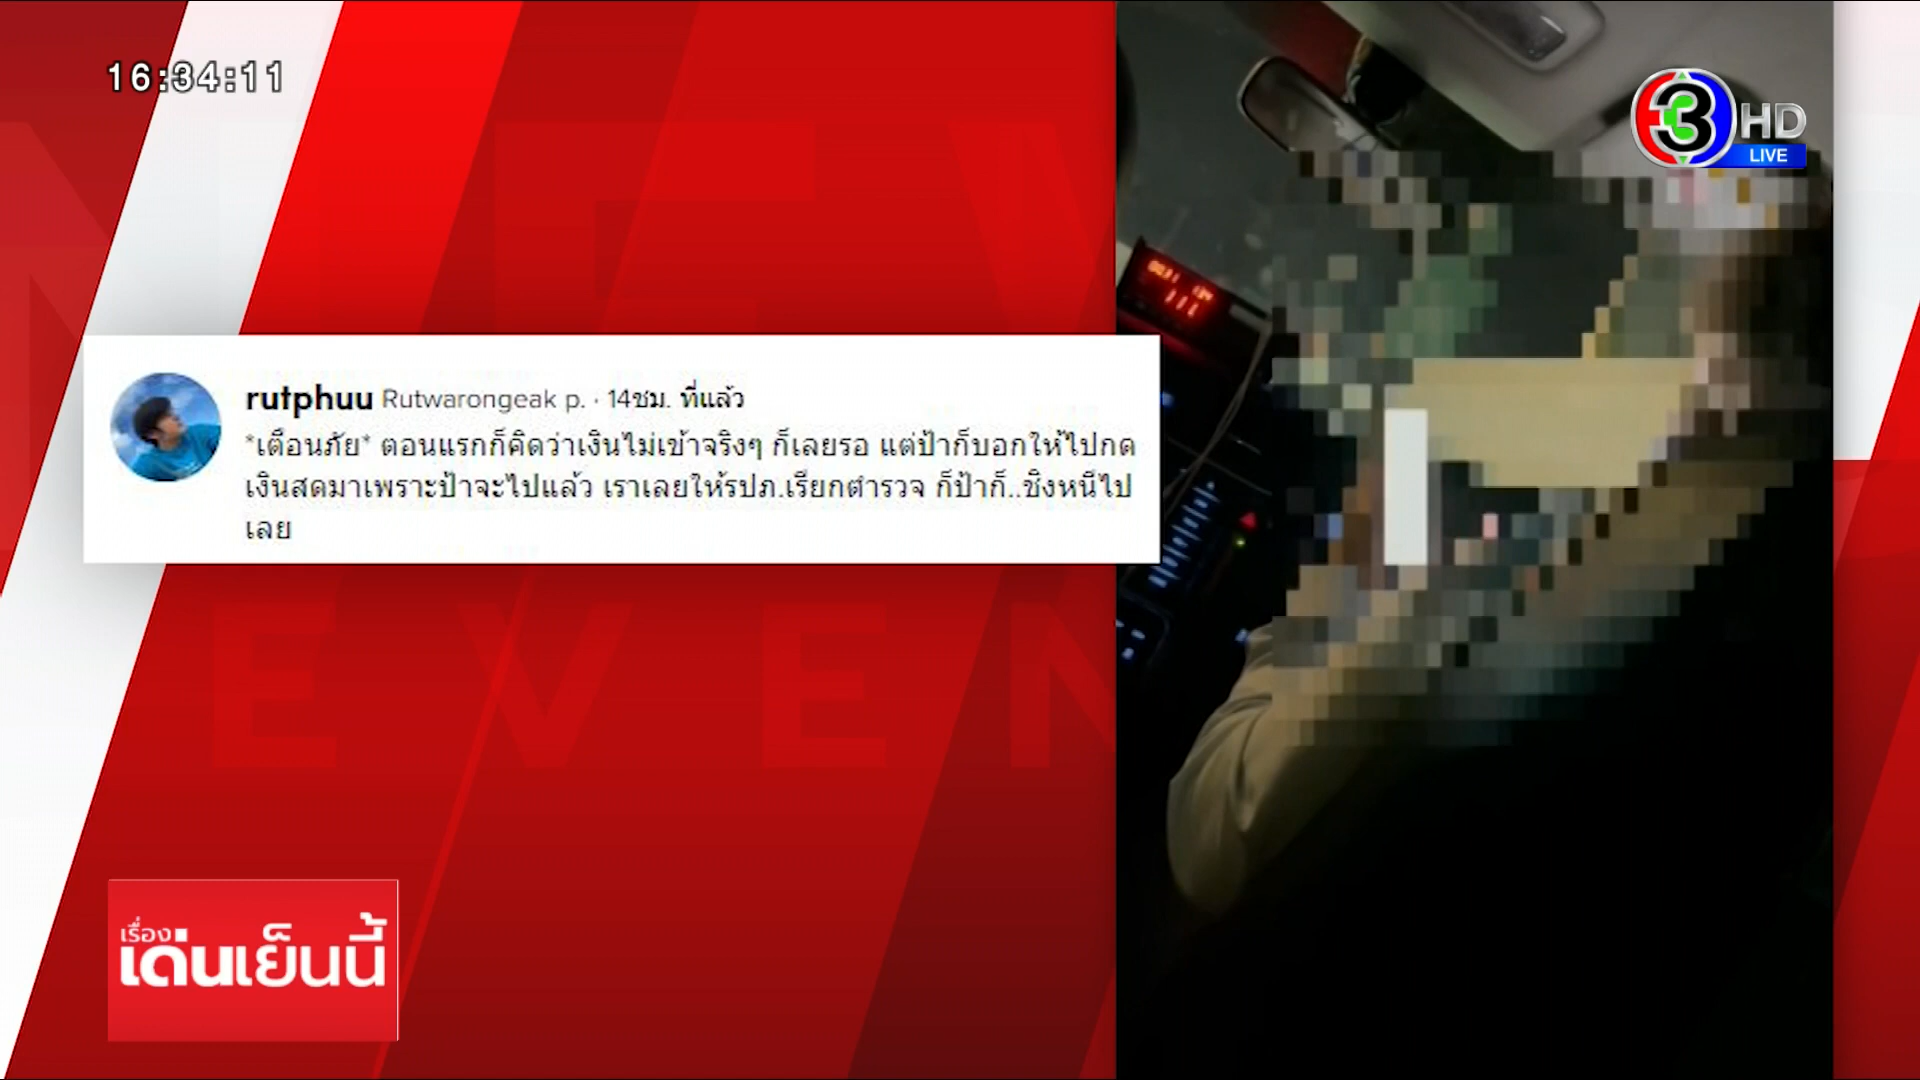 16:34:11
3 HD
LIVE
rutphuu Rutwarongeak p. · 14ชม. ที่แล้ว
*เตือนภัย* ตอนแรกก็คิดว่าเงินไม่เข้าจริงๆ ก็เลยรอ แต่ป้าก็บอกให้ไปกด
เงินสดมาเพราะป้าจะไปแล้ว เราเลยให้รปภ.เรียกตำรวจ ก็ป้าก็..ชิงหนีไป
เลย
เรื่อง
เด่นเย็นนี้